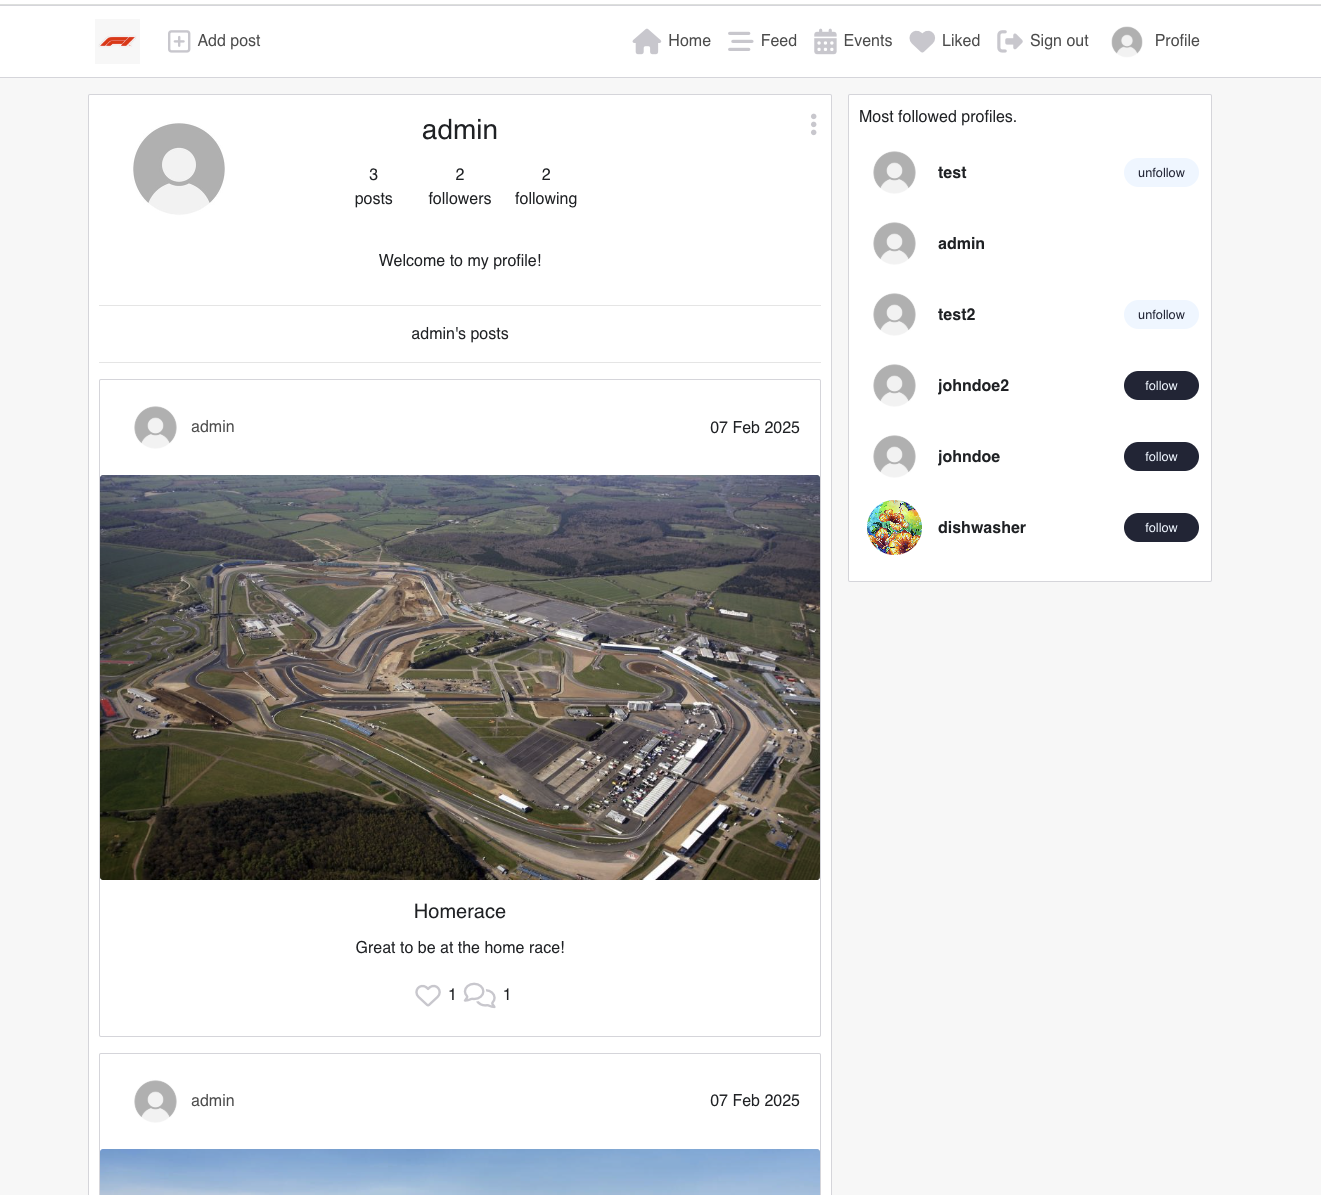 Add post
Home
Feed
Events
Liked
Sign out
Profile
admin
3 posts
2 followers
2 following
Welcome to my profile!
admin's posts
admin
07 Feb 2025
Homerace
Great to be at the home race!
1
1
admin
07 Feb 2025
Most followed profiles.
test
unfollow
admin
test2
unfollow
johndoe2
follow
johndoe
follow
dishwasher
follow